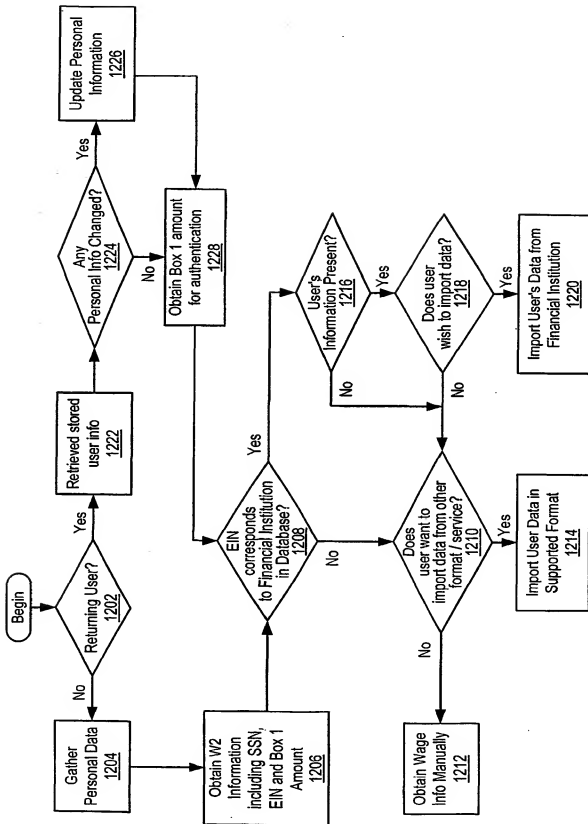 Begin
Returning User?
1202
Yes
No
Retrieved stored
user info
1222
Any
Personal Info Changed?
1224
Yes
No
Update Personal
Information
1226
Gather
Personal Data
1204
Obtain Box 1 amount
for authentication
1228
Obtain W2
Information
including SSN,
EIN and Box 1
Amount
1206
EIN
corresponds
to Financial Institution
in Database?
1208
Yes
No
User's
Information Present?
1216
Yes
No
Does user
wish to import data?
1218
No
Yes
Import User's Data from
Financial Institution
1220
Does
user want to
import data from other
format / service?
1210
No
Yes
Obtain Wage
Info Manually
1212
Import User Data in
Supported Format
1214